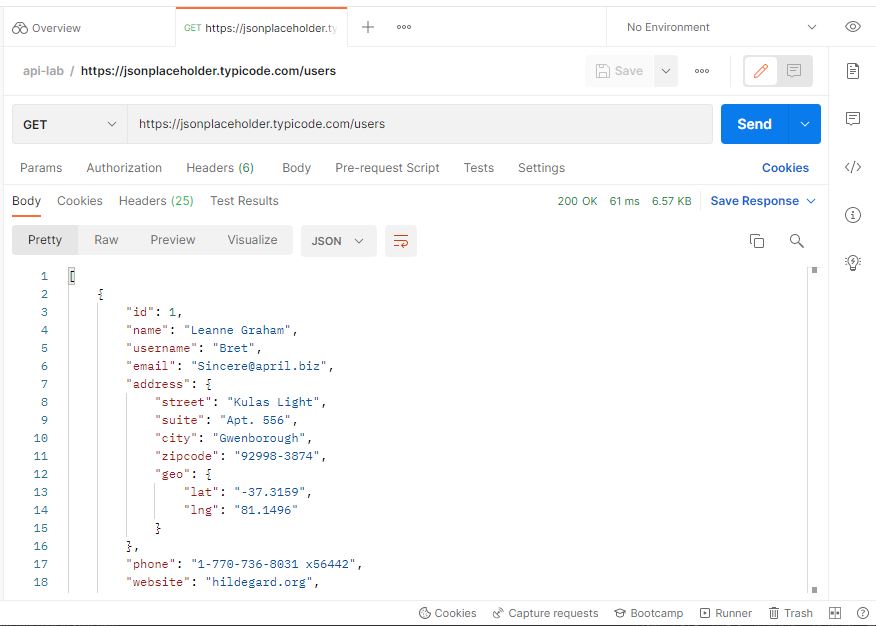 Overview
GET https://jsonplaceholder.ty
No Environment
api-lab / https://jsonplaceholder.typicode.com/users
Save
GET
https://jsonplaceholder.typicode.com/users
Send
Params Authorization Headers (6) Body Pre-request Script Tests Settings Cookies
Body Cookies Headers (25) Test Results 200 OK 61 ms 6.57 KB Save Response
Pretty Raw Preview Visualize JSON
1 [
2 {
3 "id": 1,
4 "name": "Leanne Graham",
5 "username": "Bret",
6 "email": "Sincere@april.biz",
7 "address": {
8 "street": "Kulas Light",
9 "suite": "Apt. 556",
10 "city": "Gwenborough",
11 "zipcode": "92998-3874",
12 "geo": {
13 "lat": "-37.3159",
14 "lng": "81.1496"
15 }
16 },
17 "phone": "1-770-736-8031 x56442",
18 "website": "hildegard.org",
Cookies Capture requests Bootcamp Runner Trash